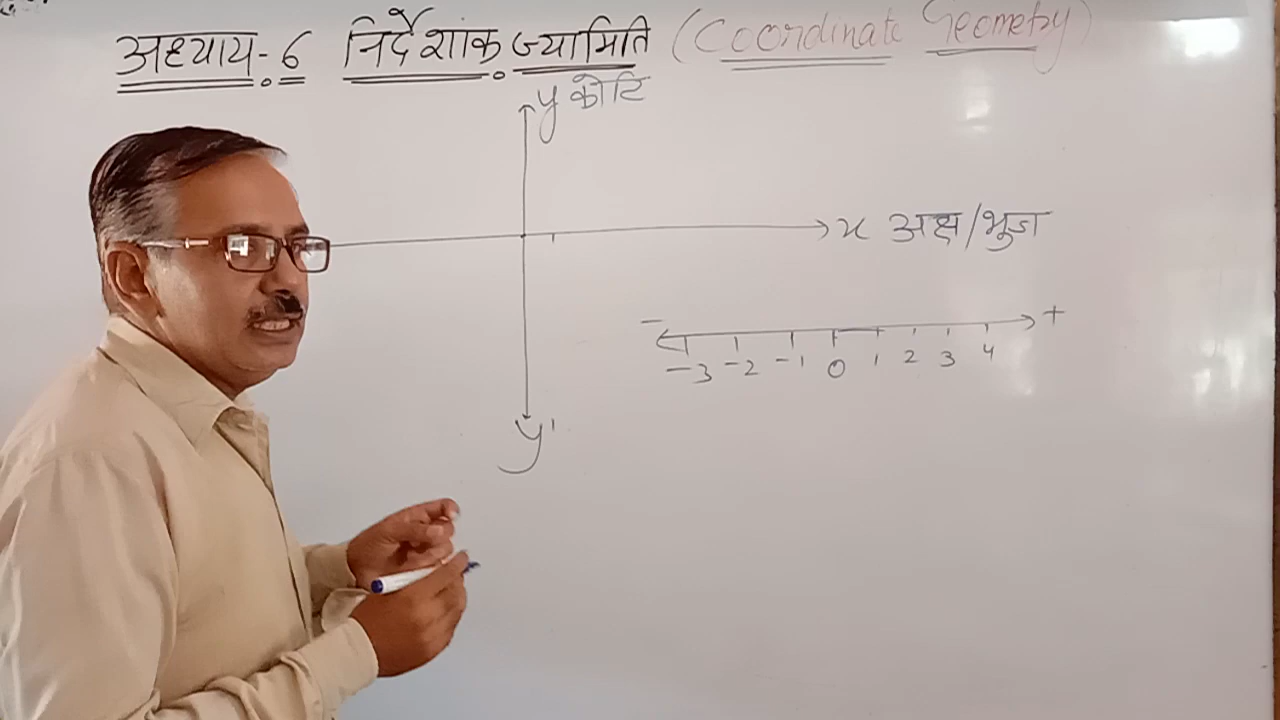 अध्याय-6 निर्देशांक ज्यामिति (Coordinate Geometry)
y कोटि
x अक्ष/भुज
- +
-3 -2 -1 0 1 2 3 4
y'